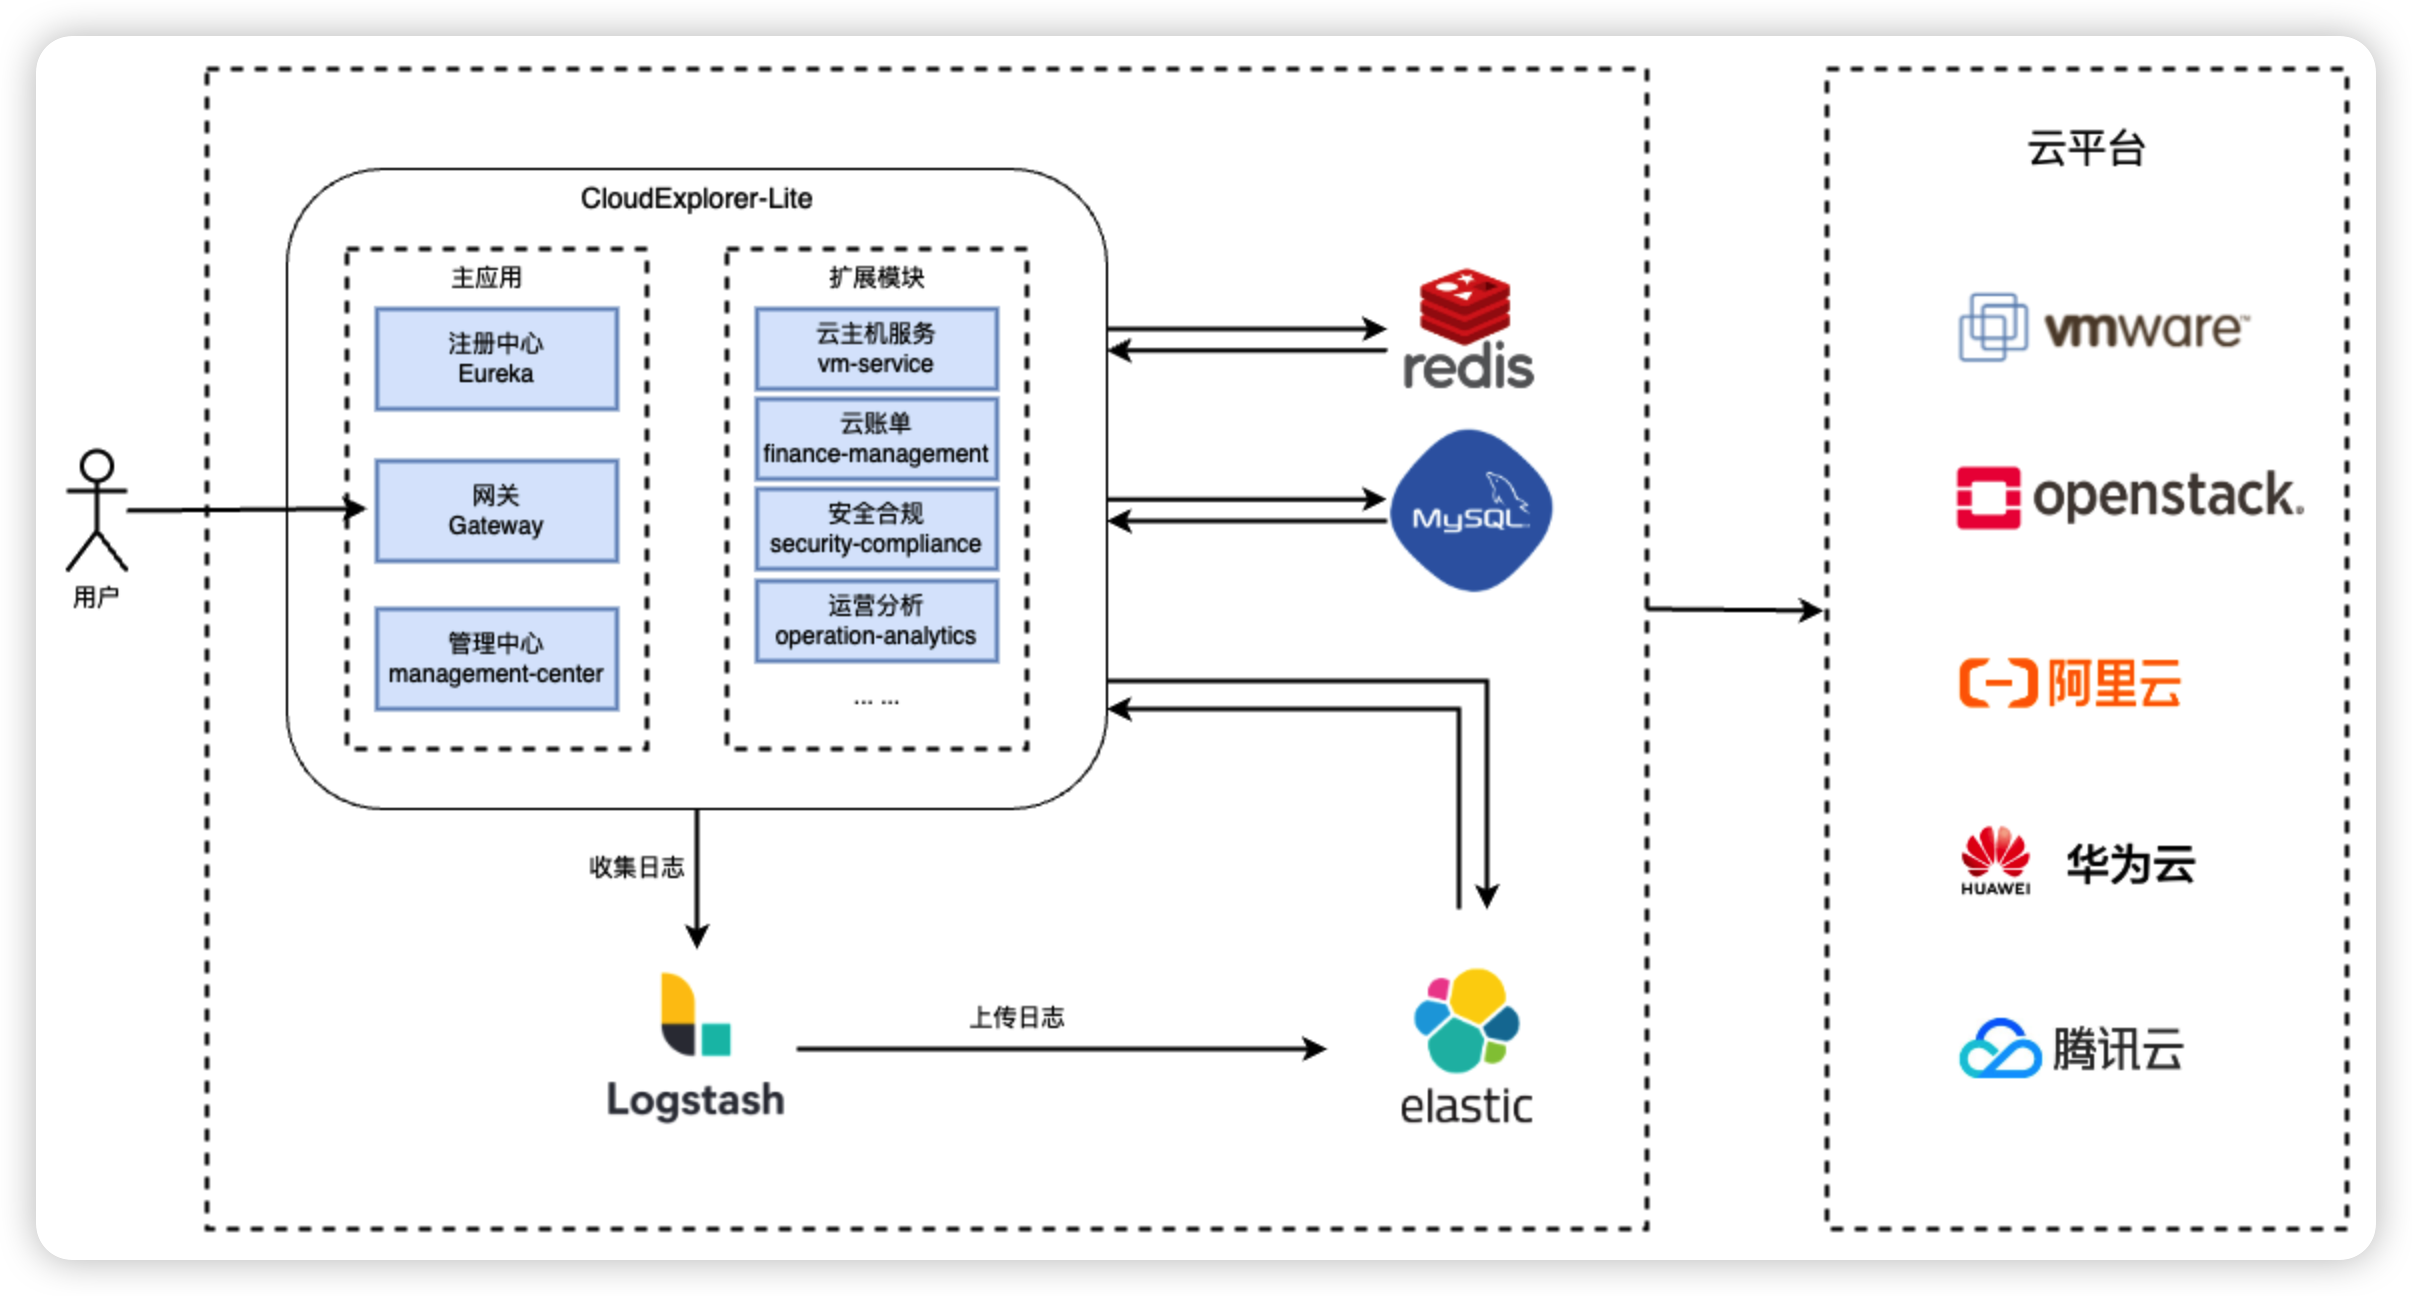 用户
CloudExplorer-Lite
主应用
注册中心
Eureka
网关
Gateway
管理中心
management-center
扩展模块
云主机服务
vm-service
云账单
finance-management
安全合规
security-compliance
运营分析
operation-analytics
... ...
redis
MySQL
收集日志
Logstash
上传日志
elastic
云平台
vmware™
openstack.
阿里云
HUAWEI
华为云
腾讯云